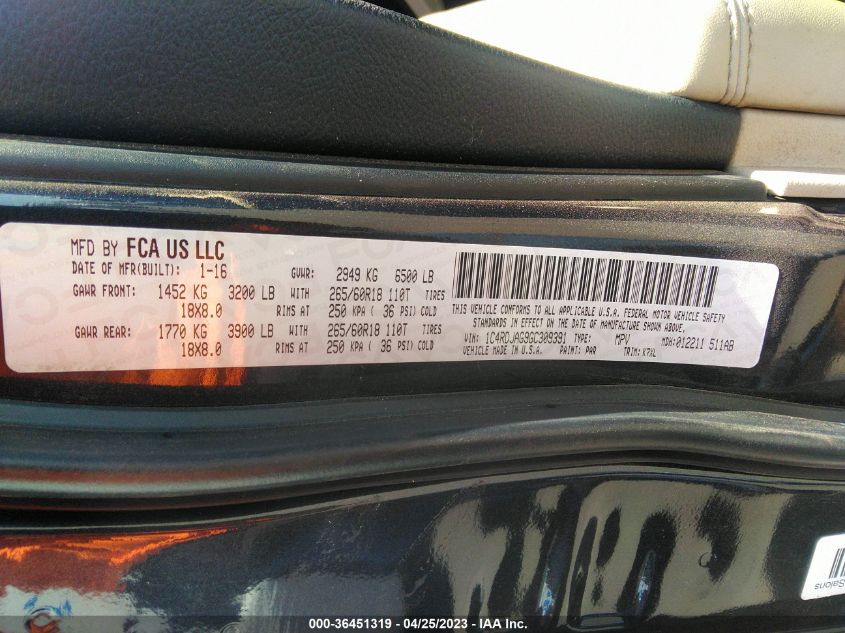 MFD BY FCA US LLC
DATE OF MFR(BUILT): 1-16 GVWR: 2949 KG 6500 LB
GAWR FRONT: 1452 KG 3200 LB WITH 265/60R18 110T TIRES
18X8.0 RIMS AT 250 KPA ( 36 PSI) COLD
GAWR REAR: 1770 KG 3900 LB WITH 265/60R18 110T TIRES
18X8.0 RIMS AT 250 KPA ( 36 PSI) COLD
THIS VEHICLE CONFORMS TO ALL APPLICABLE U.S.A. FEDERAL MOTOR VEHICLE SAFETY
STANDARDS IN EFFECT ON THE DATE OF MANUFACTURE SHOWN ABOVE.
VIN: 1C4RDJAG3GC309391 TYPE: MPV MDH: 012211 511AB
VEHICLE MADE IN U.S.A. PAINT: PAR TRIM: K7XL
Salons
000-36451319 / 04/25/2023 - IAA Inc.